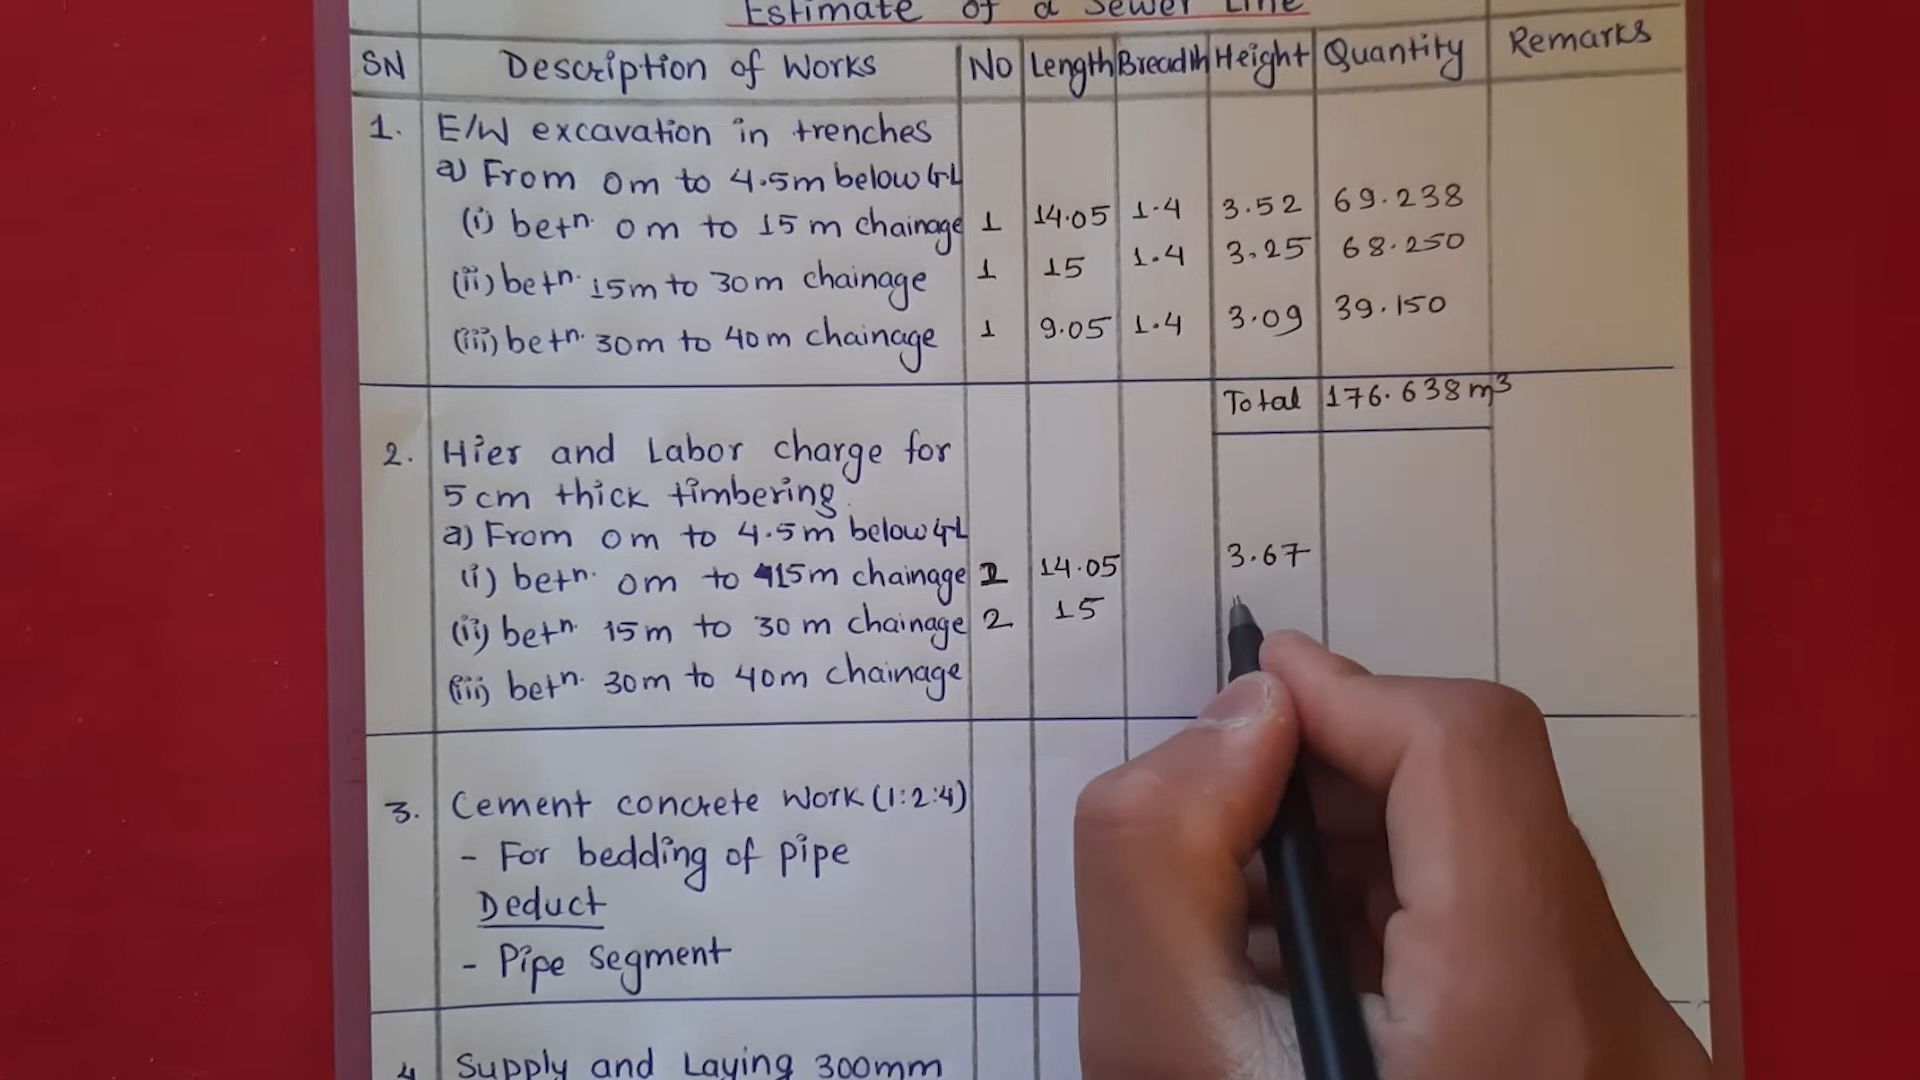 Estimate of a Sewer Line
SN Description of Works No Length Breadth Height Quantity Remarks
1. E/W excavation in trenches
a) From 0m to 4.5m below GL
(i) betn. 0m to 15m chainage 1 14.05 1.4 3.52 69.238
(ii) betn. 15m to 30m chainage 1 15 1.4 3.25 68.250
(iii) betn. 30m to 40m chainage 1 9.05 1.4 3.09 39.150
Total 176.638 m³
2. Hier and Labor charge for
5cm thick timbering.
a) From 0m to 4.5m below GL
(i) betn. 0m to 15m chainage 2 14.05 3.67
(ii) betn. 15m to 30m chainage 2 15
(iii) betn. 30m to 40m chainage
3. Cement concrete work (1:2:4)
- For bedding of pipe
Deduct
- Pipe Segment
4 Supply and Laying 300mm